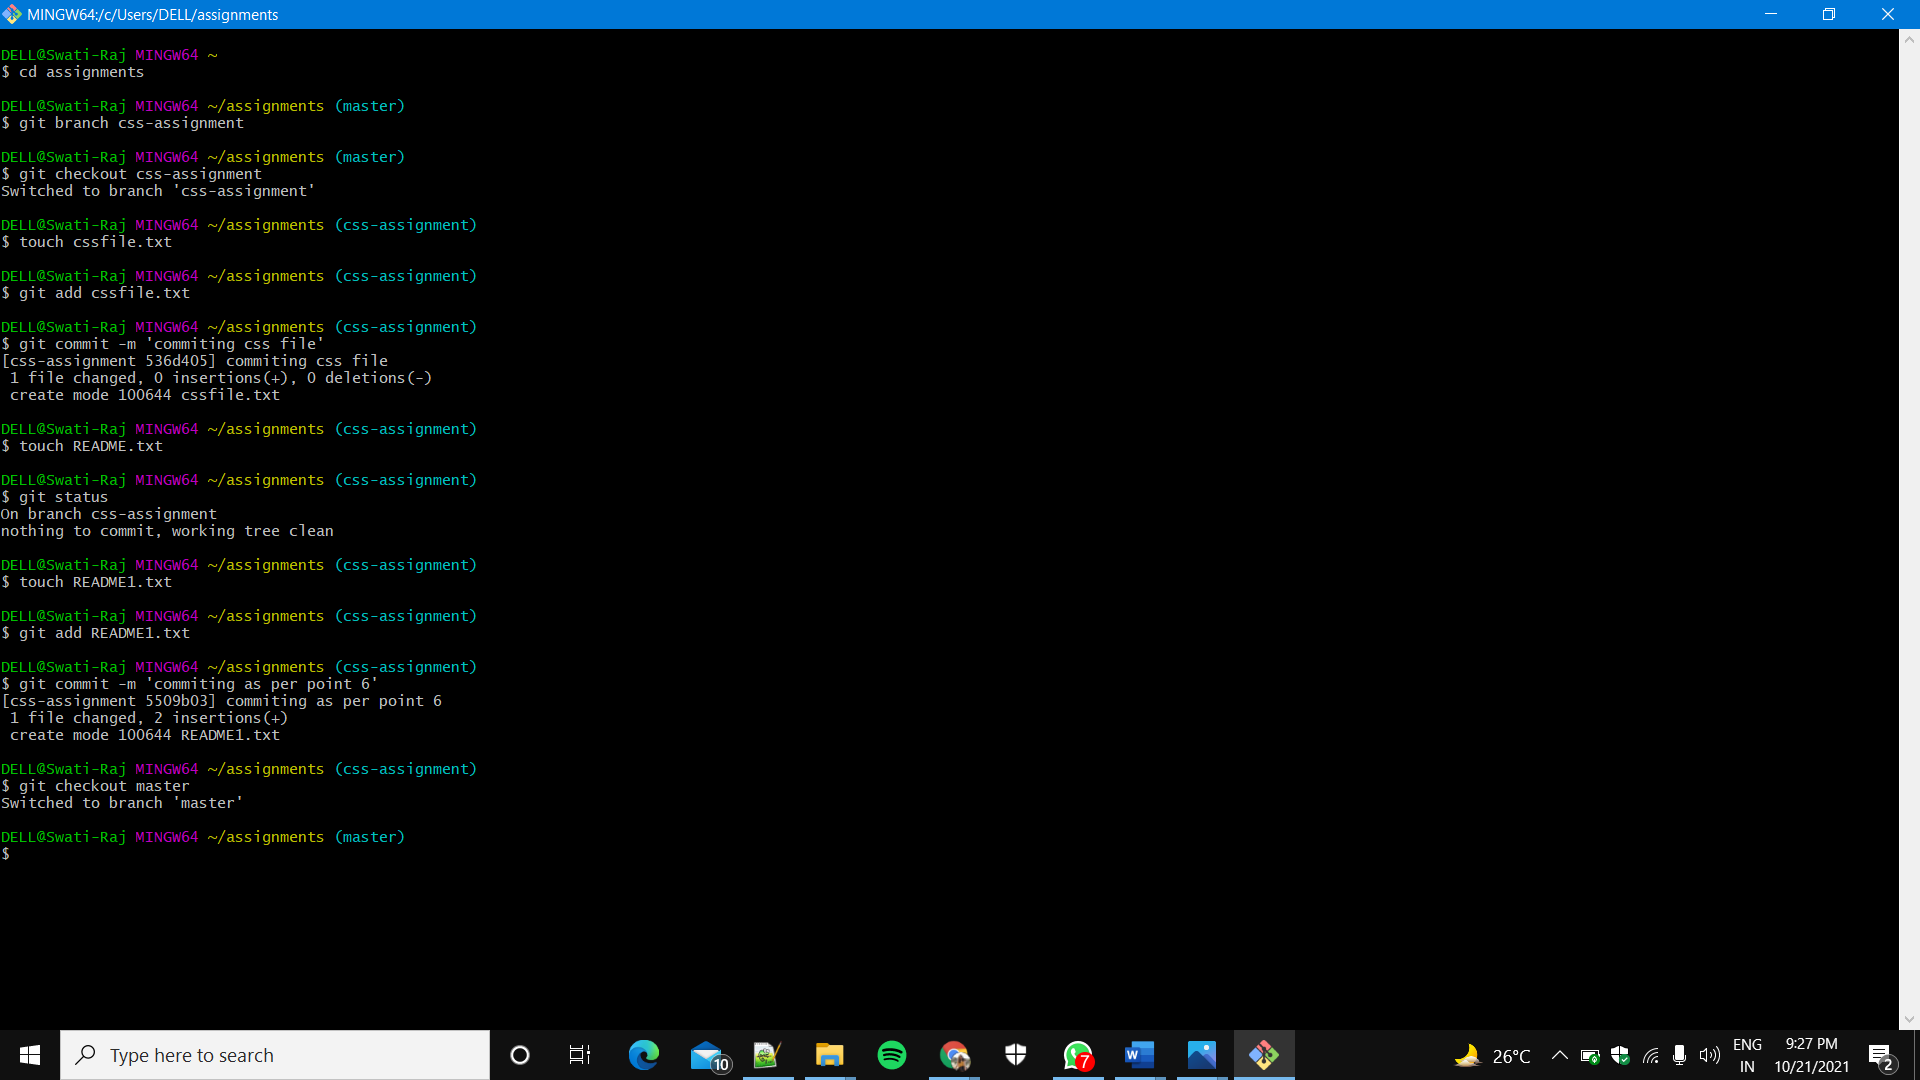 MINGW64:/c/Users/DELL/assignments
DELL@Swati-Raj MINGW64 ~
$ cd assignments
DELL@Swati-Raj MINGW64 ~/assignments (master)
$ git branch css-assignment
DELL@Swati-Raj MINGW64 ~/assignments (master)
$ git checkout css-assignment
Switched to branch 'css-assignment'
DELL@Swati-Raj MINGW64 ~/assignments (css-assignment)
$ touch cssfile.txt
DELL@Swati-Raj MINGW64 ~/assignments (css-assignment)
$ git add cssfile.txt
DELL@Swati-Raj MINGW64 ~/assignments (css-assignment)
$ git commit -m 'commiting css file'
[css-assignment 536d405] commiting css file
1 file changed, 0 insertions(+), 0 deletions(-)
create mode 100644 cssfile.txt
DELL@Swati-Raj MINGW64 ~/assignments (css-assignment)
$ touch README.txt
DELL@Swati-Raj MINGW64 ~/assignments (css-assignment)
$ git status
On branch css-assignment
nothing to commit, working tree clean
DELL@Swati-Raj MINGW64 ~/assignments (css-assignment)
$ touch README1.txt
DELL@Swati-Raj MINGW64 ~/assignments (css-assignment)
$ git add README1.txt
DELL@Swati-Raj MINGW64 ~/assignments (css-assignment)
$ git commit -m 'commiting as per point 6'
[css-assignment 5509b03] commiting as per point 6
1 file changed, 2 insertions(+)
create mode 100644 README1.txt
DELL@Swati-Raj MINGW64 ~/assignments (css-assignment)
$ git checkout master
Switched to branch 'master'
DELL@Swati-Raj MINGW64 ~/assignments (master)
$
Type here to search
10
7
W
26°C
ENG
IN
9:27 PM
10/21/2021
2